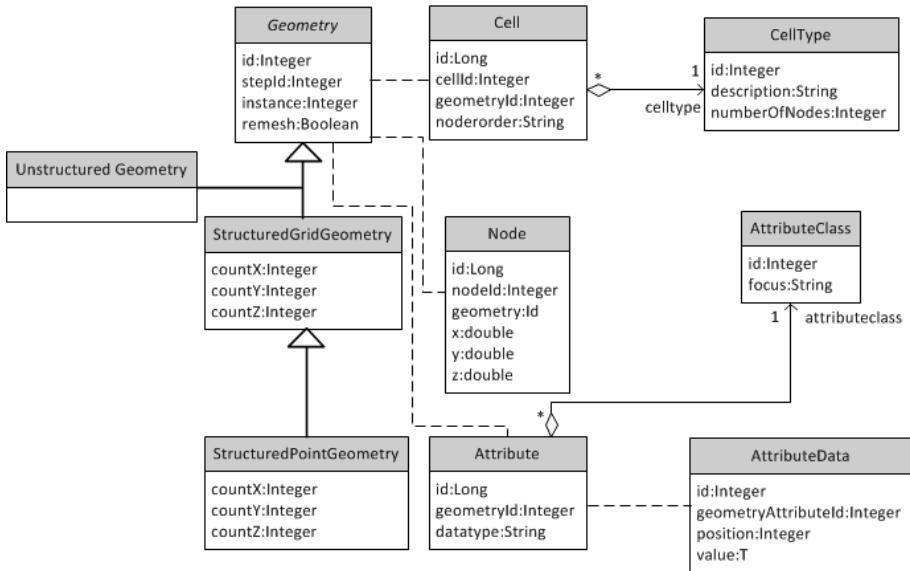 Geometry
id:Integer
stepId:Integer
instance:Integer
remesh:Boolean
Cell
id:Long
cellId:Integer
geometryId:Integer
noderorder:String
*
1
celltype
CellType
id:Integer
description:String
numberOfNodes:Integer
Unstructured Geometry
StructuredGridGeometry
countX:Integer
countY:Integer
countZ:Integer
Node
id:Long
nodeId:Integer
geometry:Id
x:double
y:double
z:double
AttributeClass
id:Integer
focus:String
1 attributeclass
*
StructuredPointGeometry
countX:Integer
countY:Integer
countZ:Integer
Attribute
id:Long
geometryId:Integer
datatype:String
AttributeData
id:Integer
geometryAttributeId:Integer
position:Integer
value:T